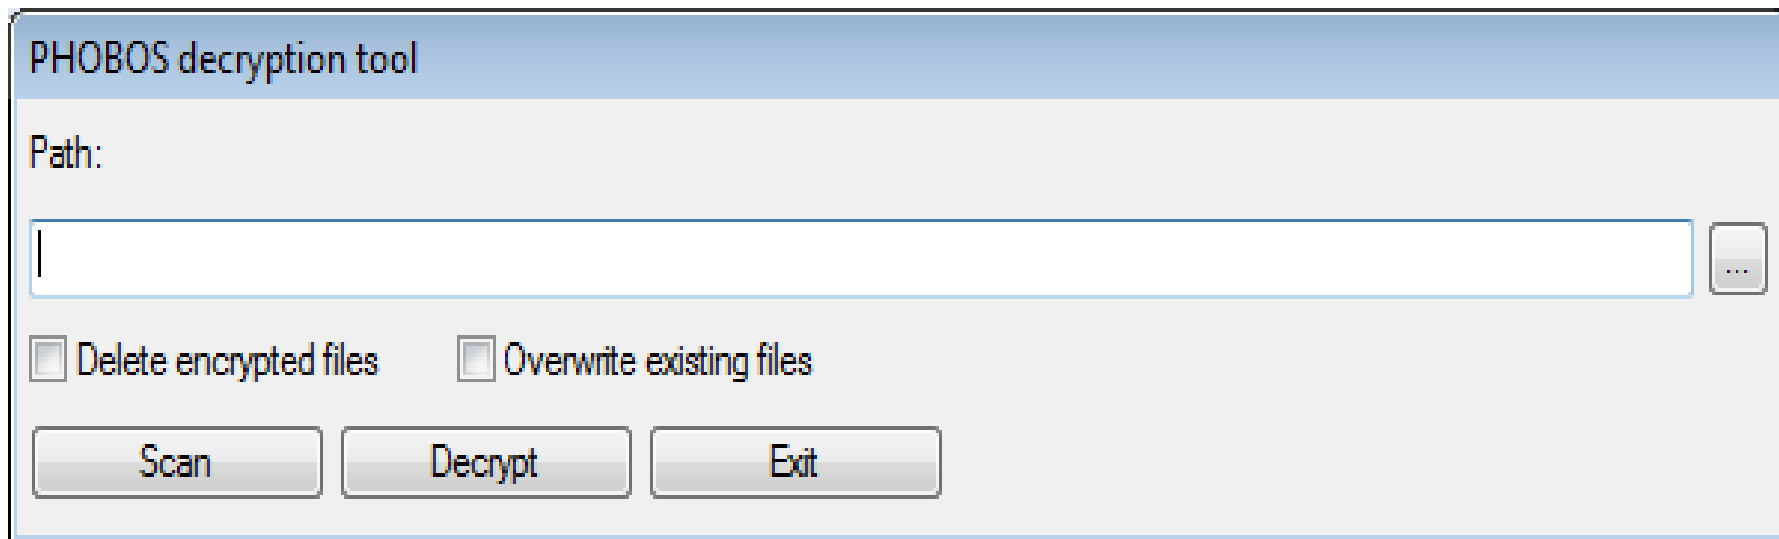 PHOBOS decryption tool
Path:
...
Delete encrypted files Overwrite existing files
Scan Decrypt Exit